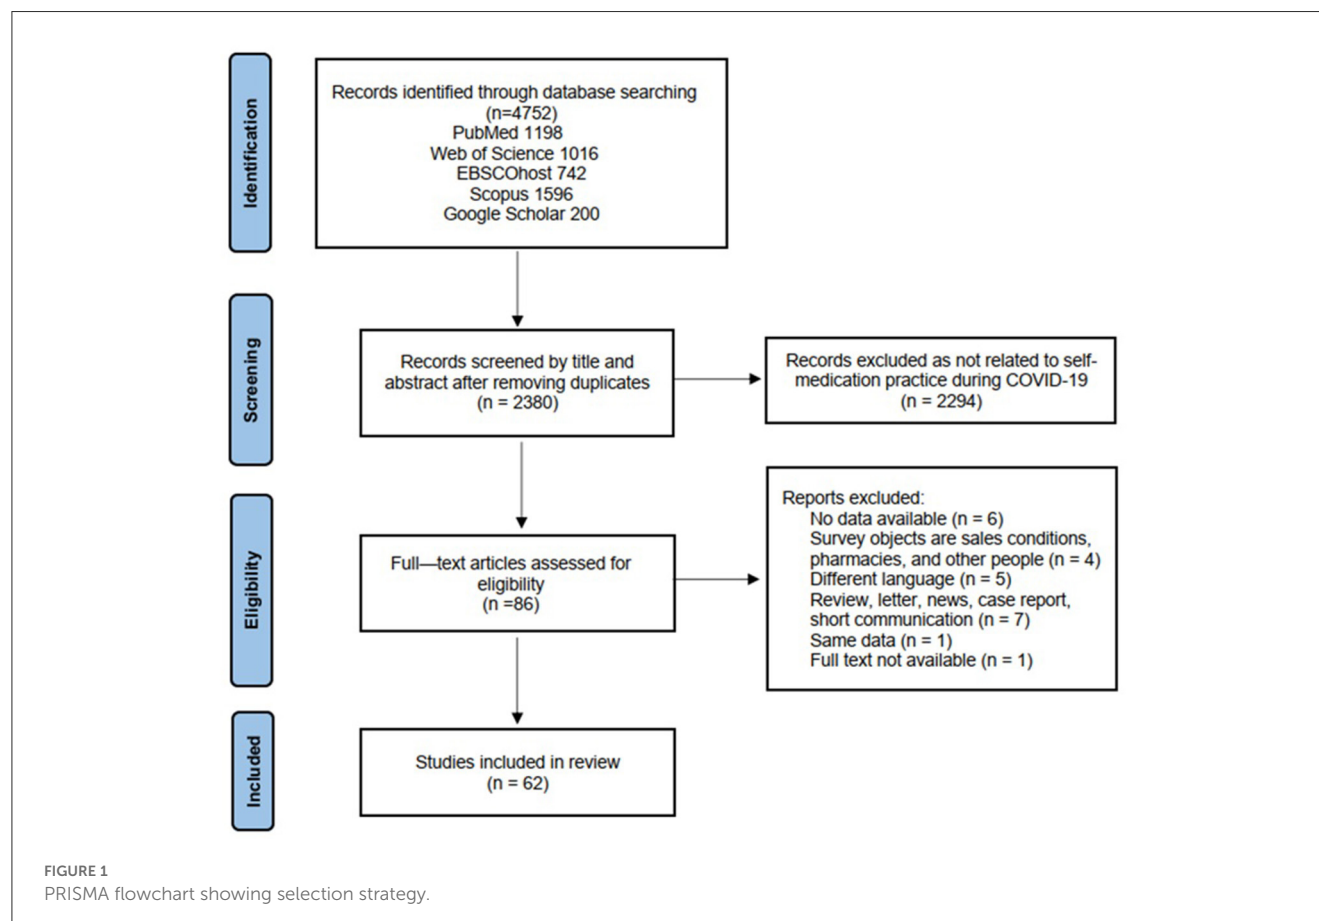 Identification
Records identified through database searching
(n=4752)
PubMed 1198
Web of Science 1016
EBSCOhost 742
Scopus 1596
Google Scholar 200
Screening
Records screened by title and
abstract after removing duplicates
(n = 2380)
Records excluded as not related to self-
medication practice during COVID-19
(n = 2294)
Eligibility
Full—text articles assessed for
eligibility
(n =86)
Reports excluded:
No data available (n = 6)
Survey objects are sales conditions,
pharmacies, and other people (n = 4)
Different language (n = 5)
Review, letter, news, case report,
short communication (n = 7)
Same data (n = 1)
Full text not available (n = 1)
Included
Studies included in review
(n = 62)
FIGURE 1
PRISMA flowchart showing selection strategy.